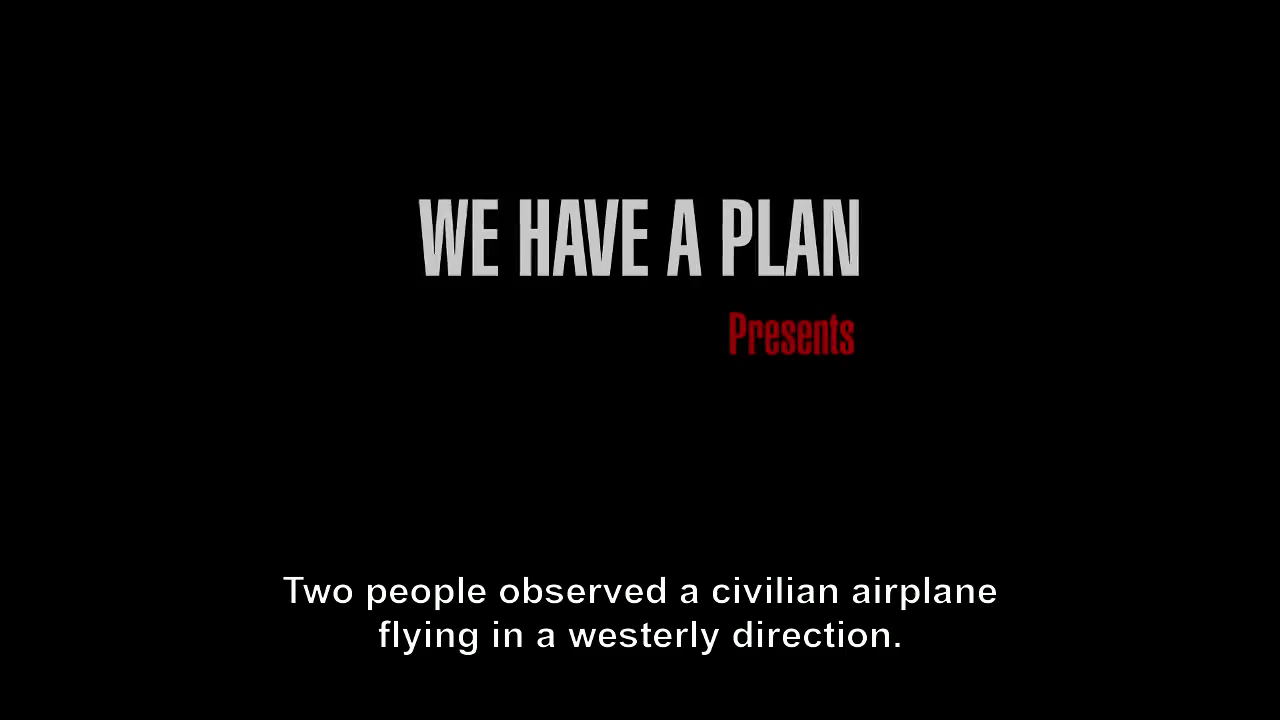 WE HAVE A PLAN
Presents
Two people observed a civilian airplane
flying in a westerly direction.